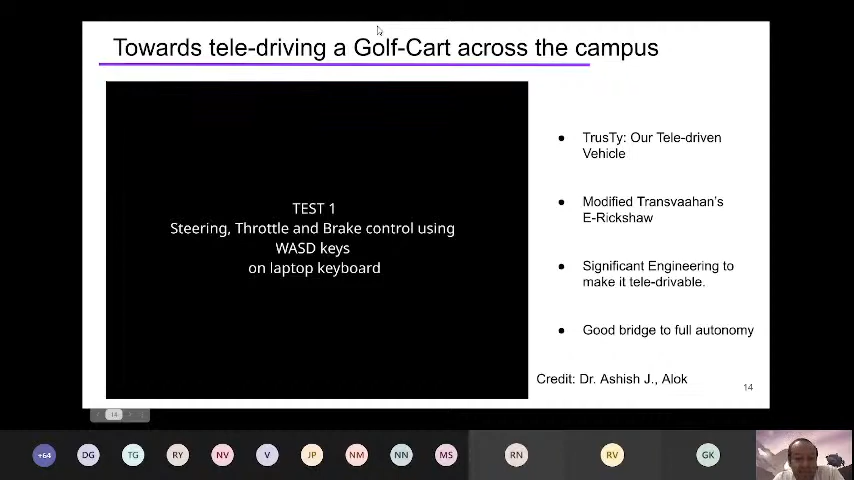 Towards tele-driving a Golf-Cart across the campus
TEST 1
Steering, Throttle and Brake control using
WASD keys
on laptop keyboard
● TrusTy: Our Tele-driven
Vehicle
● Modified Transvaahan's
E-Rickshaw
● Significant Engineering to
make it tele-drivable.
● Good bridge to full autonomy
Credit: Dr. Ashish J., Alok
14
14
+64 DG TG RY NV V JP NM NN MS RN RV GK